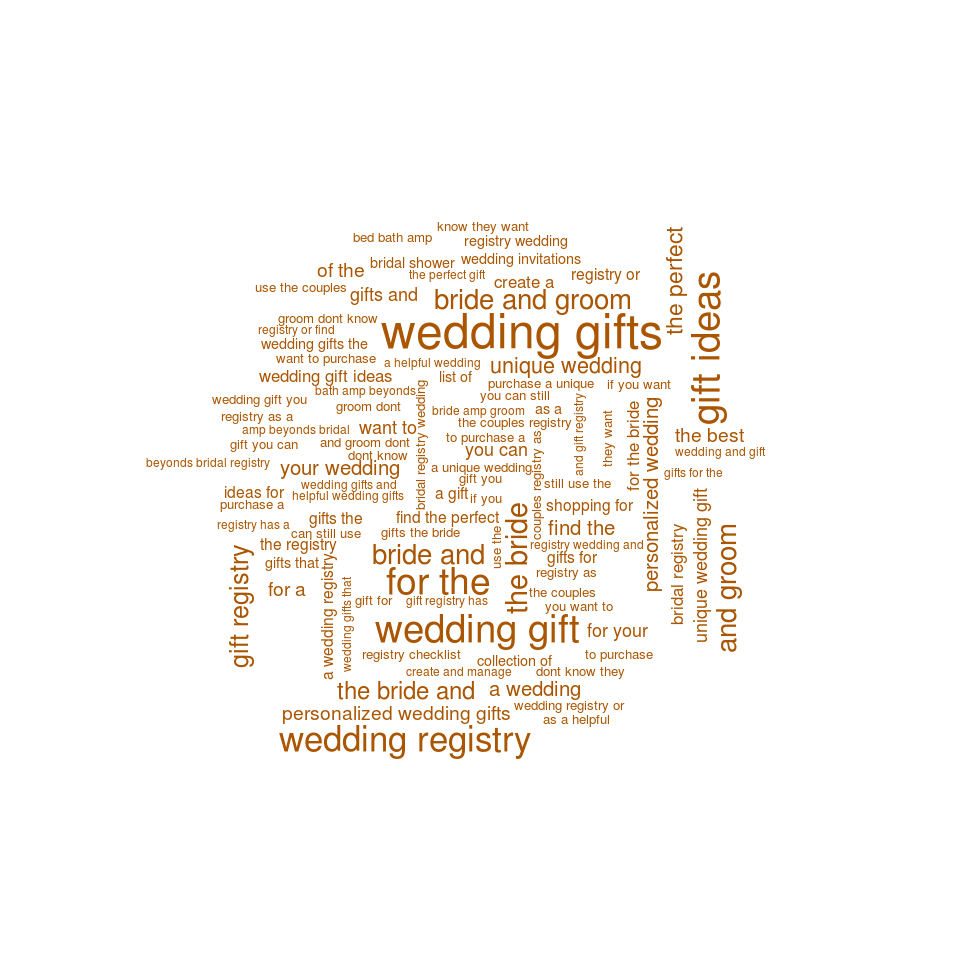 know they want
bed bath amp
registry wedding
bridal shower
wedding invitations
of the
the perfect gift
registry or
create a
use the couples
gifts and
bride and groom
the perfect
gift ideas
groom dont know
registry or find
wedding gifts
wedding gifts the
want to purchase
a helpful wedding
unique wedding
wedding gift ideas
list of
purchase a unique
if you want
bath amp beyonds
you can still
wedding gift you
groom dont
bridal registry wedding
bride amp groom
as a
and gift registry
they want
for the bride
personalized wedding
registry as a
want to
the couples registry
amp beyonds bridal
and groom dont
to purchase a
couples registry as
the best
gift you can
dont know
you can
wedding and gift
beyonds bridal registry
your wedding
a unique wedding
gifts for the
gift you
still use the
wedding gifts and
ideas for
helpful wedding gifts
a gift
if you
purchase a
shopping for
unique wedding gift
gifts the
find the perfect
the bride
find the
registry has a
can still use
gifts the bride
use the
bridal registry
and groom
the registry
registry wedding and
gift registry
gifts that
bride and
gifts for
a wedding registry
wedding gifts that
for the
registry as
for a
gift for
gift registry has
the couples
you want to
wedding gift
for your
registry checklist
collection of
to purchase
create and manage
dont know they
the bride and
a wedding
wedding registry or
personalized wedding gifts
as a helpful
wedding registry